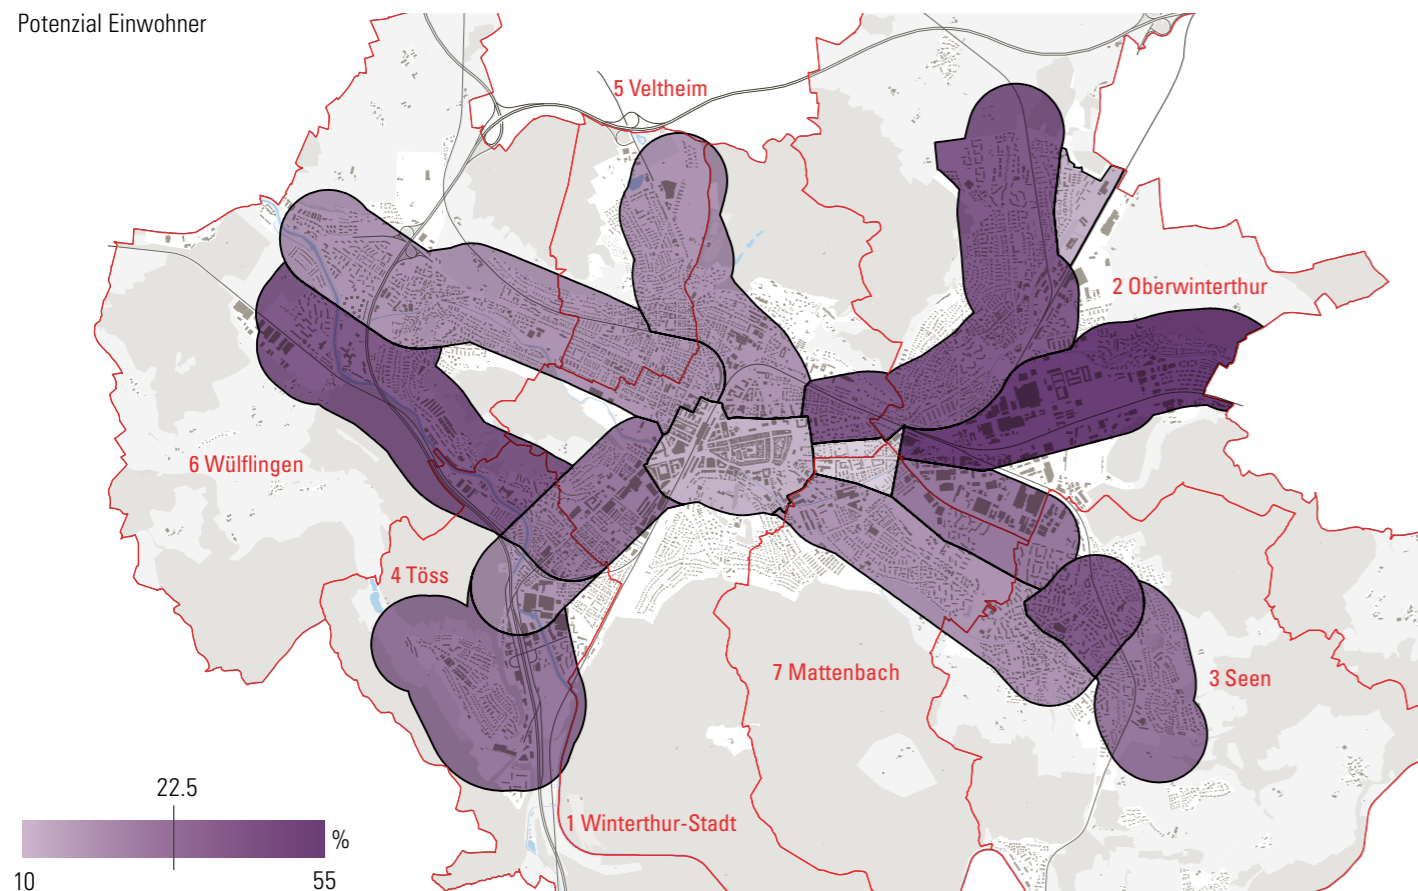 Potenzial Einwohner
5 Veltheim
2 Oberwinterthur
6 Wülflingen
4 Töss
7 Mattenbach
3 Seen
1 Winterthur-Stadt
22.5
%
10
55